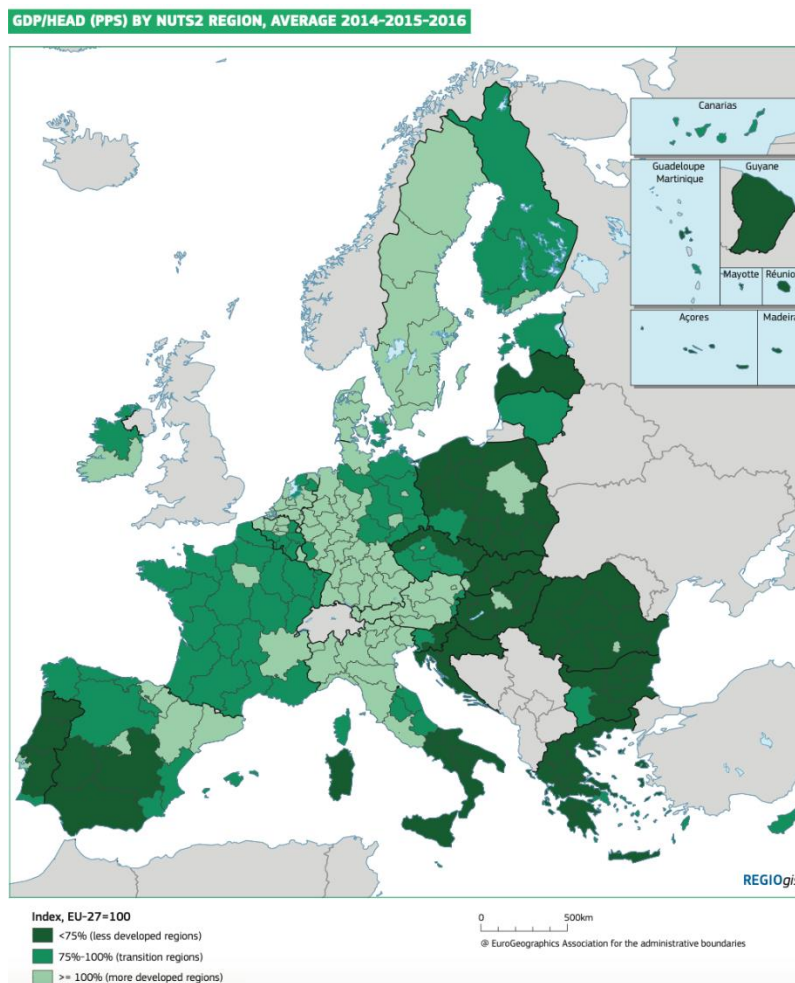 GDP/HEAD (PPS) BY NUTS2 REGION, AVERAGE 2014-2015-2016
Canarias
Guadeloupe
Martinique
Guyane
Mayotte
Réunion
Açores
Madeira
REGIOgis
Index, EU-27=100
<75% (less developed regions)
75%-100% (transition regions)
>= 100% (more developed regions)
0 500km
@ EuroGeographics Association for the administrative boundaries